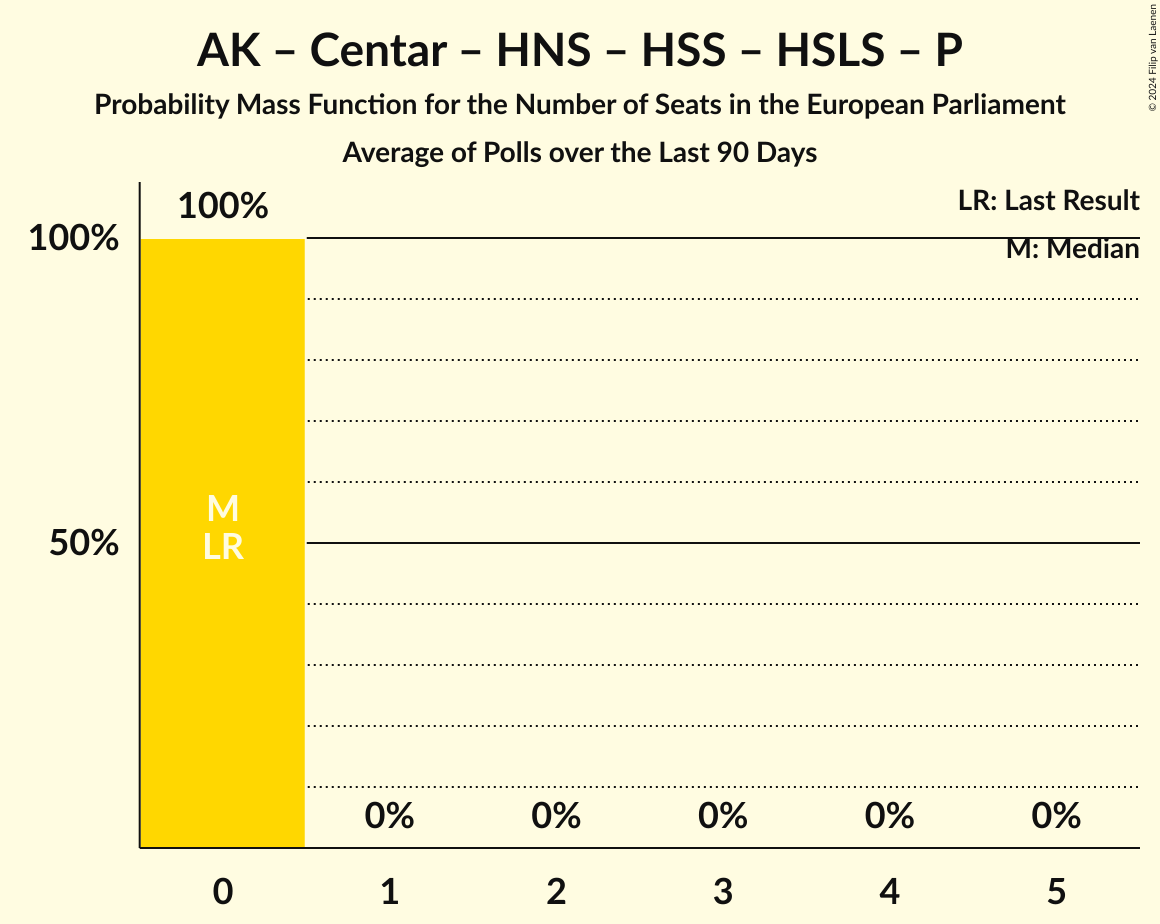 AK – Centar – HNS – HSS – HSLS – P
Probability Mass Function for the Number of Seats in the European Parliament
Average of Polls over the Last 90 Days
© 2024 Filip van Laenen
LR: Last Result
M: Median
100%
100%
50%
M
LR
0% 0% 0% 0% 0%
0 1 2 3 4 5